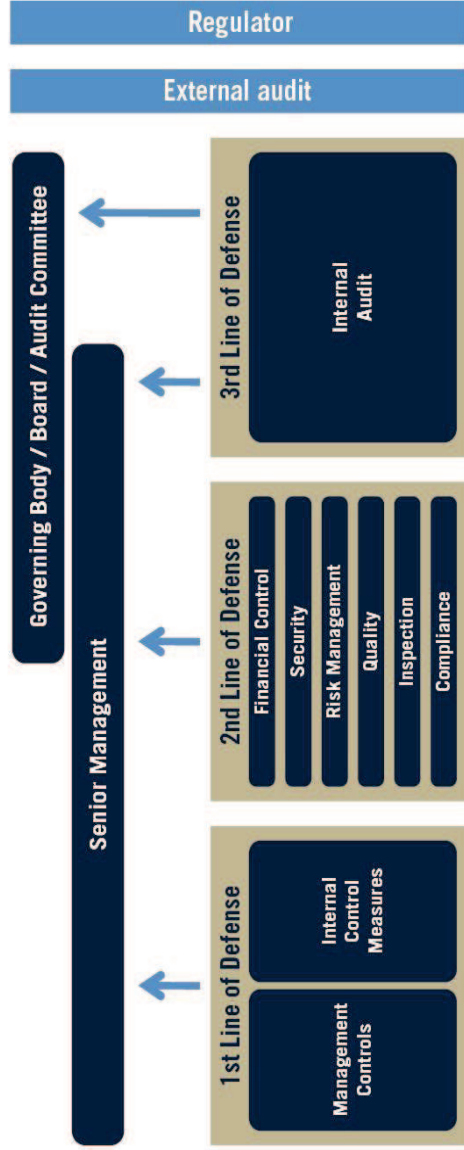 Governing Body / Board / Audit Committee
Senior Management
1st Line of Defense
Management
Controls
Internal
Control
Measures
2nd Line of Defense
Financial Control
Security
Risk Management
Quality
Inspection
Compliance
3rd Line of Defense
Internal
Audit
External audit
Regulator